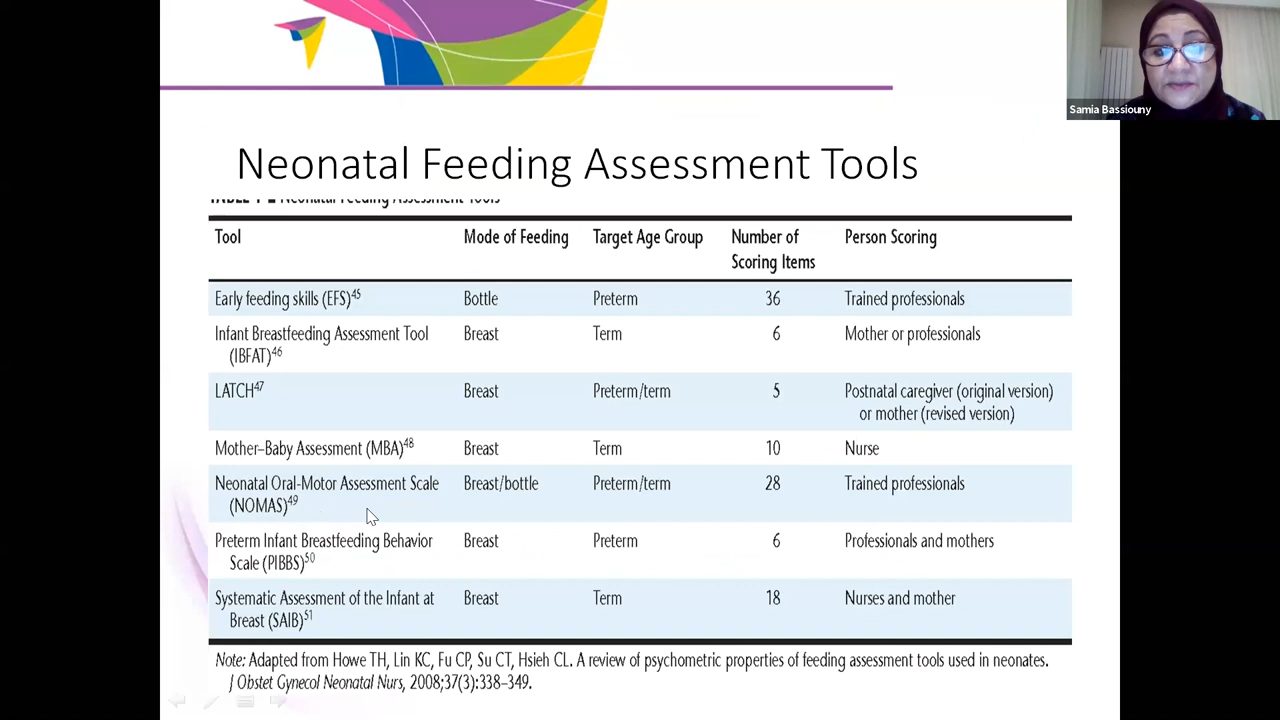 Samia Bassiouny
Neonatal Feeding Assessment Tools
TABLE 1 ■ Neonatal Feeding Assessment Tools
Tool Mode of Feeding Target Age Group Number of Scoring Items Person Scoring
Early feeding skills (EFS)45 Bottle Preterm 36 Trained professionals
Infant Breastfeeding Assessment Tool (IBFAT)46 Breast Term 6 Mother or professionals
LATCH47 Breast Preterm/term 5 Postnatal caregiver (original version) or mother (revised version)
Mother–Baby Assessment (MBA)48 Breast Term 10 Nurse
Neonatal Oral-Motor Assessment Scale (NOMAS)49 Breast/bottle Preterm/term 28 Trained professionals
Preterm Infant Breastfeeding Behavior Scale (PIBBS)50 Breast Preterm 6 Professionals and mothers
Systematic Assessment of the Infant at Breast (SAIB)51 Breast Term 18 Nurses and mother
Note: Adapted from Howe TH, Lin KC, Fu CP, Su CT, Hsieh CL. A review of psychometric properties of feeding assessment tools used in neonates.
J Obstet Gynecol Neonatal Nurs, 2008;37(3):338–349.